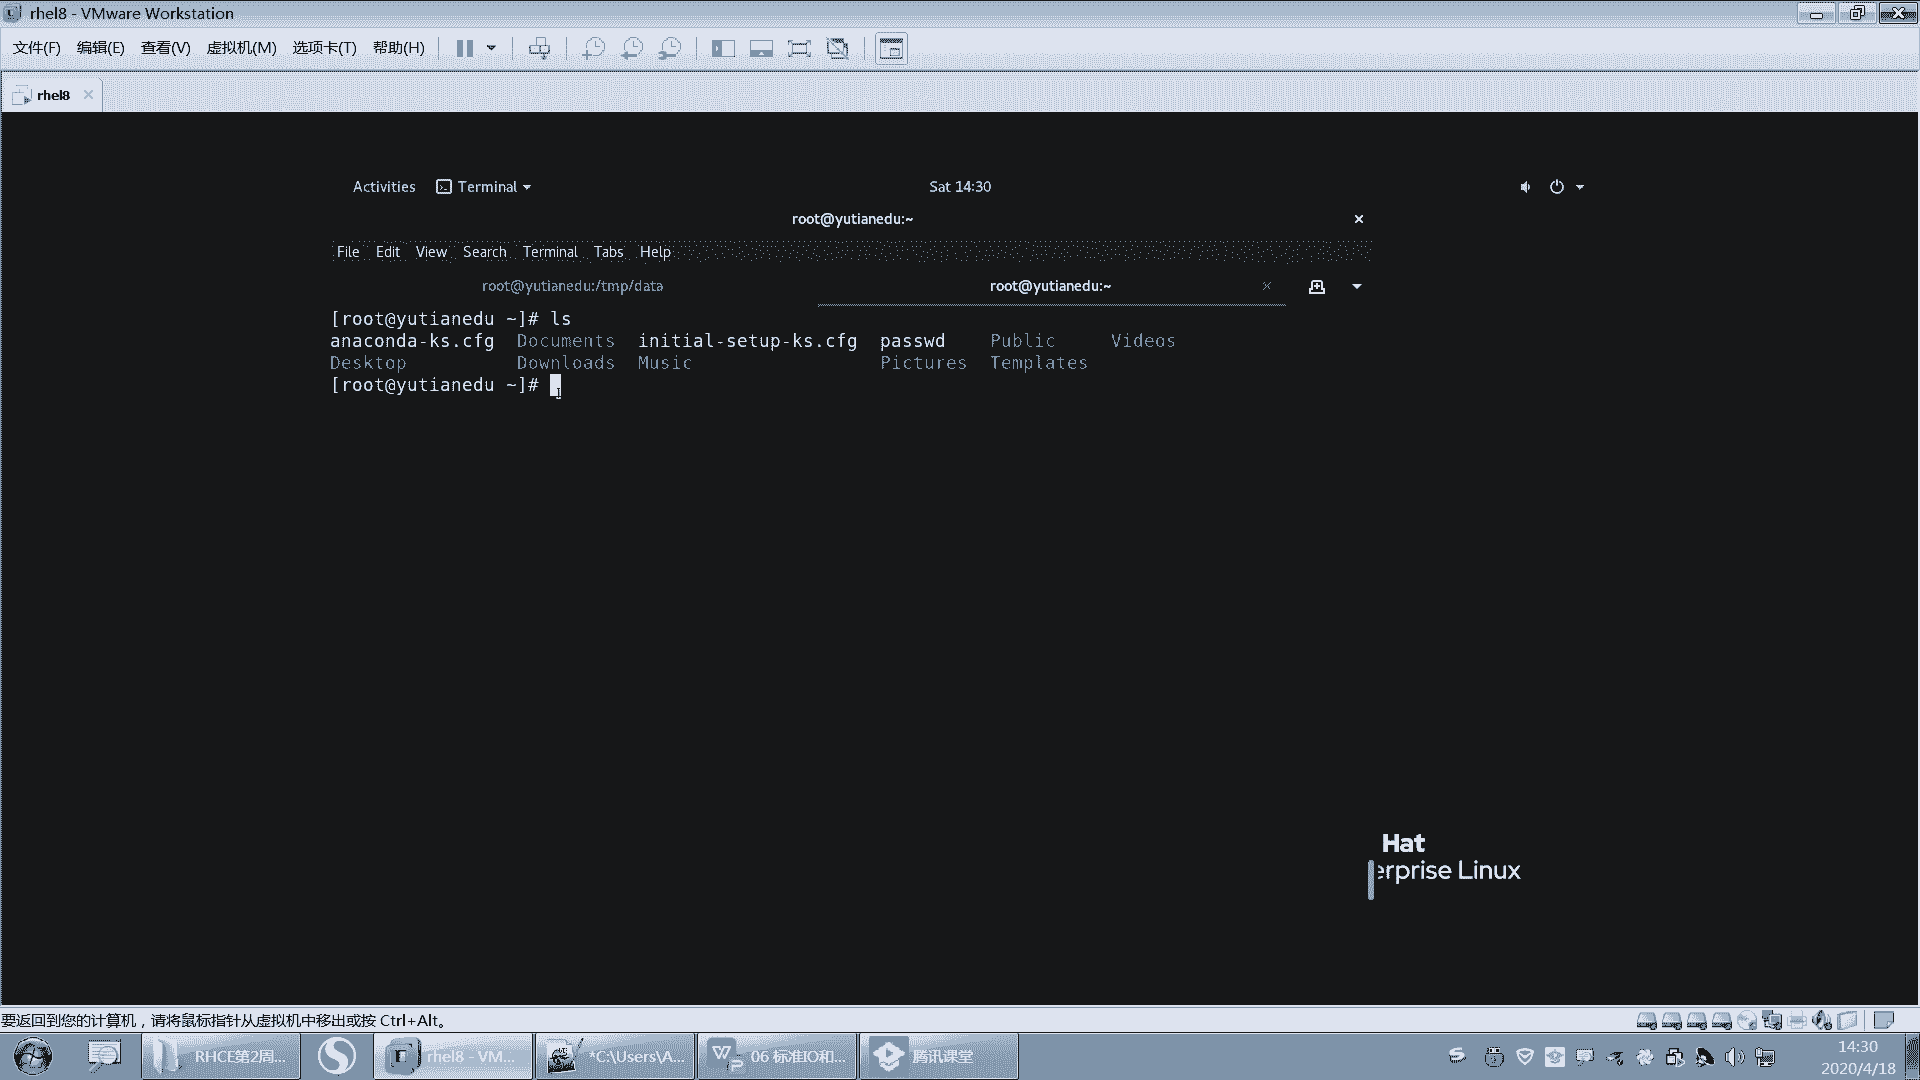 rhel8 - VMware Workstation
文件(F) 编辑(E) 查看(V) 虚拟机(M) 选项卡(T) 帮助(H)
rhel8
Activities Terminal Sat 14:30
root@yutianedu:~
File Edit View Search Terminal Tabs Help
root@yutianedu:/tmp/data root@yutianedu:~
[root@yutianedu ~]# ls
anaconda-ks.cfg Documents initial-setup-ks.cfg passwd Public Videos
Desktop Downloads Music Pictures Templates
[root@yutianedu ~]#
Hat
erprise Linux
要返回到您的计算机，请将鼠标指针从虚拟机中移出或按 Ctrl+Alt。
RHCE第2周... rhel8 - VM... *C:\Users\A... 06 标准IO和... 腾讯课堂
14:30
2020/4/18